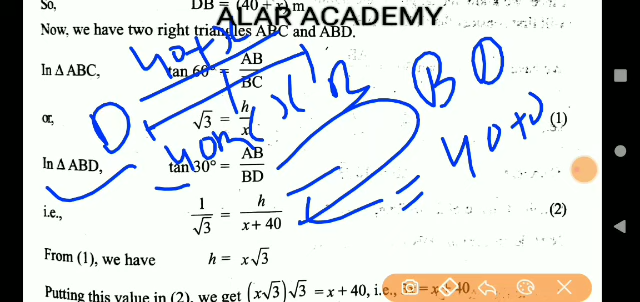 So, DB = (40 + x) m
ALAR ACADEMY
Now, we have two right triangles ABC and ABD.
In Δ ABC, tan 60° = AB/BC
or, √3 = h/x (1)
In Δ ABD, tan 30° = AB/BD
i.e., 1/√3 = h/(x + 40) (2)
From (1), we have h = x√3
Putting this value in (2), we get (x√3)√3 = x + 40, i.e., = x + 40
40+x
D
40m
x
B
BD
= 40+x